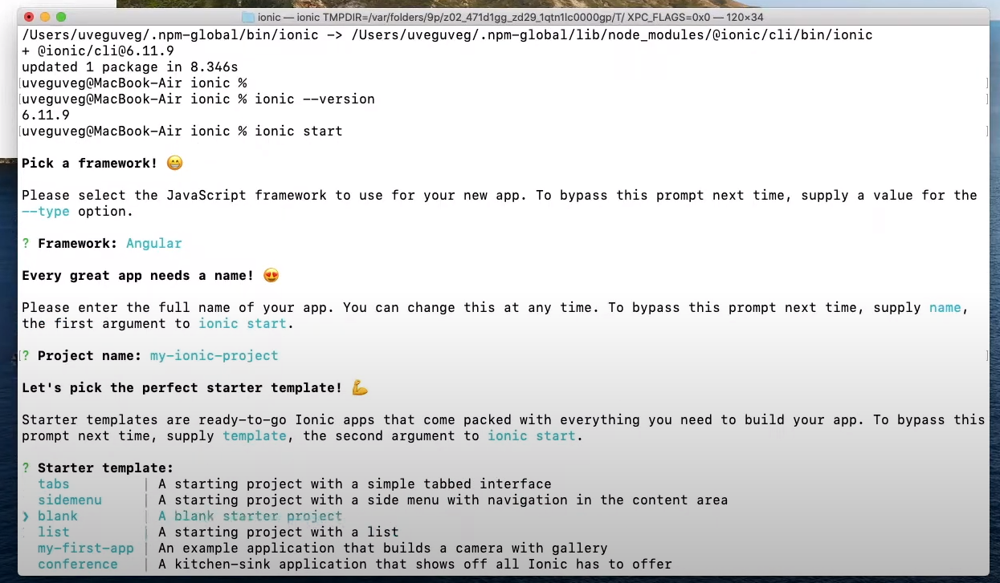 ionic — ionic TMPDIR=/var/folders/9p/z02_471d1gg_zd29_1qtn1lc0000gp/T/ XPC_FLAGS=0x0 — 120×34
/Users/uveguveg/.npm-global/bin/ionic -> /Users/uveguveg/.npm-global/lib/node_modules/@ionic/cli/bin/ionic
+ @ionic/cli@6.11.9
updated 1 package in 8.346s
[uveguveg@MacBook-Air ionic % ]
[uveguveg@MacBook-Air ionic % ionic --version ]
6.11.9
[uveguveg@MacBook-Air ionic % ionic start ]
Pick a framework! 😁
Please select the JavaScript framework to use for your new app. To bypass this prompt next time, supply a value for the
--type option.
? Framework: Angular
Every great app needs a name! 😍
Please enter the full name of your app. You can change this at any time. To bypass this prompt next time, supply name,
the first argument to ionic start.
[? Project name: my-ionic-project ]
Let's pick the perfect starter template! 💪
Starter templates are ready-to-go Ionic apps that come packed with everything you need to build your app. To bypass this
prompt next time, supply template, the second argument to ionic start.
? Starter template:
tabs | A starting project with a simple tabbed interface
sidemenu | A starting project with a side menu with navigation in the content area
❯ blank | A blank starter project
list | A starting project with a list
my-first-app | An example application that builds a camera with gallery
conference | A kitchen-sink application that shows off all Ionic has to offer